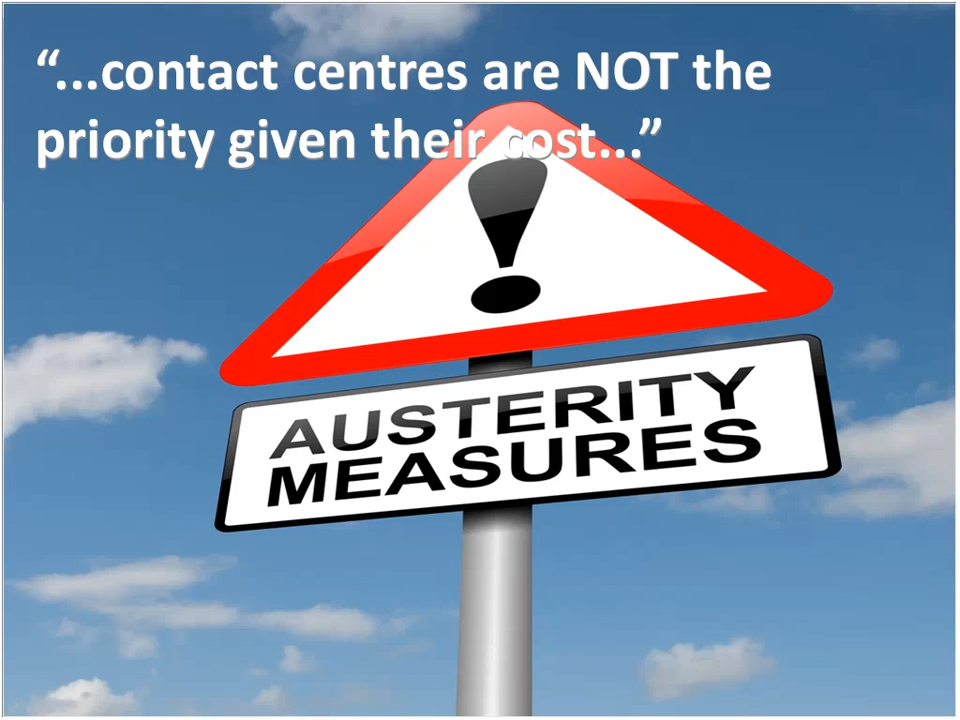 “...contact centres are NOT the
priority given their cost...”
AUSTERITY
MEASURES